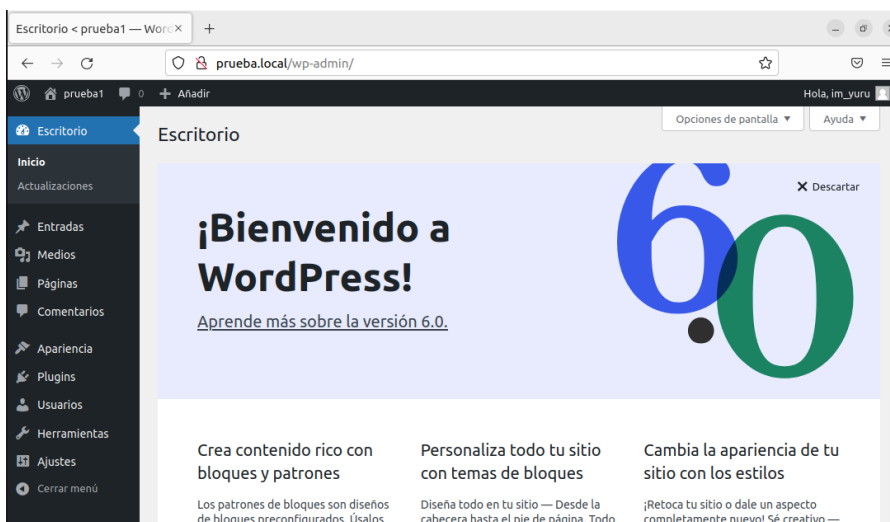 Escritorio < prueba1 — Word
prueba.local/wp-admin/
prueba1 0 Añadir
Hola, im_yuru
Escritorio
Inicio
Actualizaciones
Entradas
Medios
Páginas
Comentarios
Apariencia
Plugins
Usuarios
Herramientas
Ajustes
Cerrar menú
Opciones de pantalla
Ayuda
Escritorio
Descartar
¡Bienvenido a
WordPress!
Aprende más sobre la versión 6.0.
6.0
Crea contenido rico con
bloques y patrones
Los patrones de bloques son diseños
de bloques preconfigurados. Úsalos
Personaliza todo tu sitio
con temas de bloques
Diseña todo en tu sitio — Desde la
cabecera hasta el pie de página. Todo
Cambia la apariencia de tu
sitio con los estilos
¡Retoca tu sitio o dale un aspecto
completamente nuevo! Sé creativo —